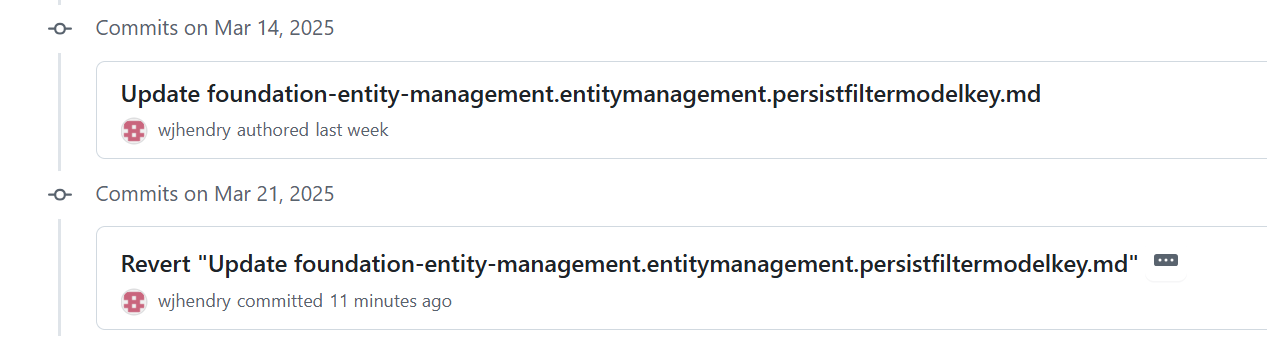 Commits on Mar 14, 2025
Update foundation-entity-management.entitymanagement.persistfiltermodelkey.md
wjhendry authored last week
Commits on Mar 21, 2025
Revert "Update foundation-entity-management.entitymanagement.persistfiltermodelkey.md"
wjhendry committed 11 minutes ago